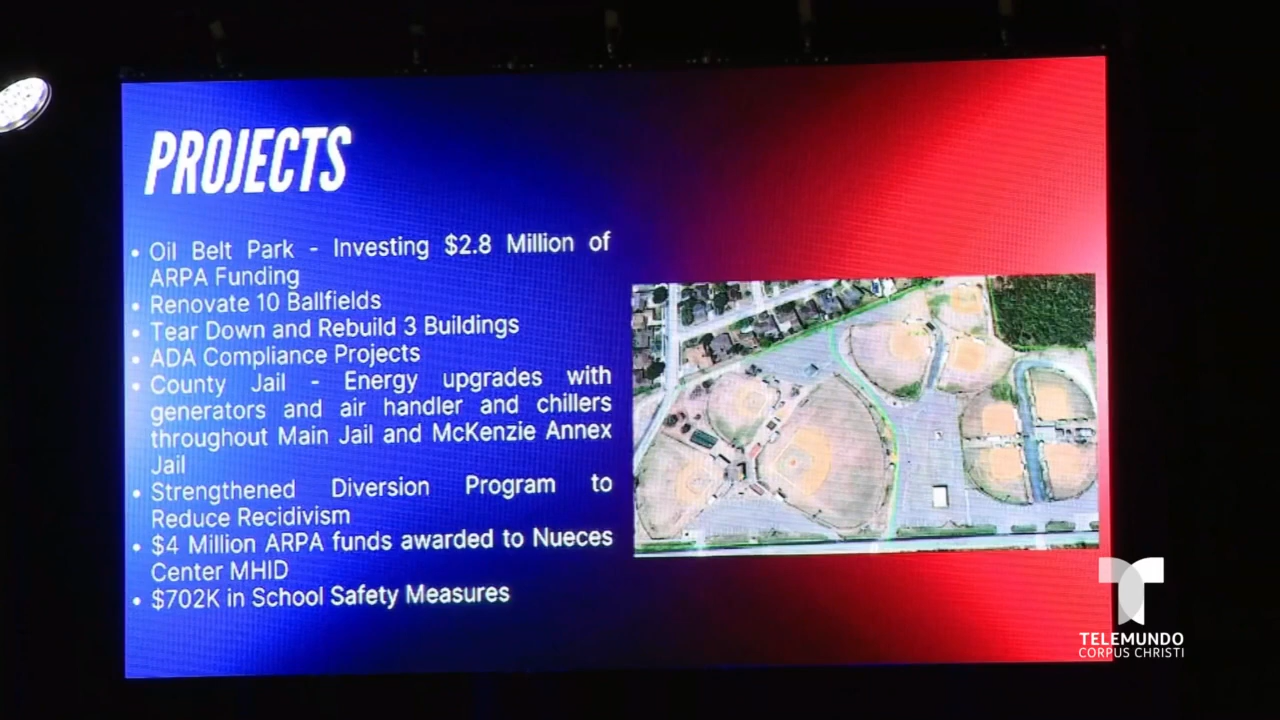 PROJECTS
• Oil Belt Park - Investing $2.8 Million of
ARPA Funding
• Renovate 10 Ballfields
• Tear Down and Rebuild 3 Buildings
• ADA Compliance Projects
• County Jail - Energy upgrades with
generators and air handler and chillers
throughout Main Jail and McKenzie Annex
Jail
• Strengthened Diversion Program to
Reduce Recidivism
• $4 Million ARPA funds awarded to Nueces
Center MHID
• $702K in School Safety Measures
TELEMUNDO
CORPUS CHRISTI